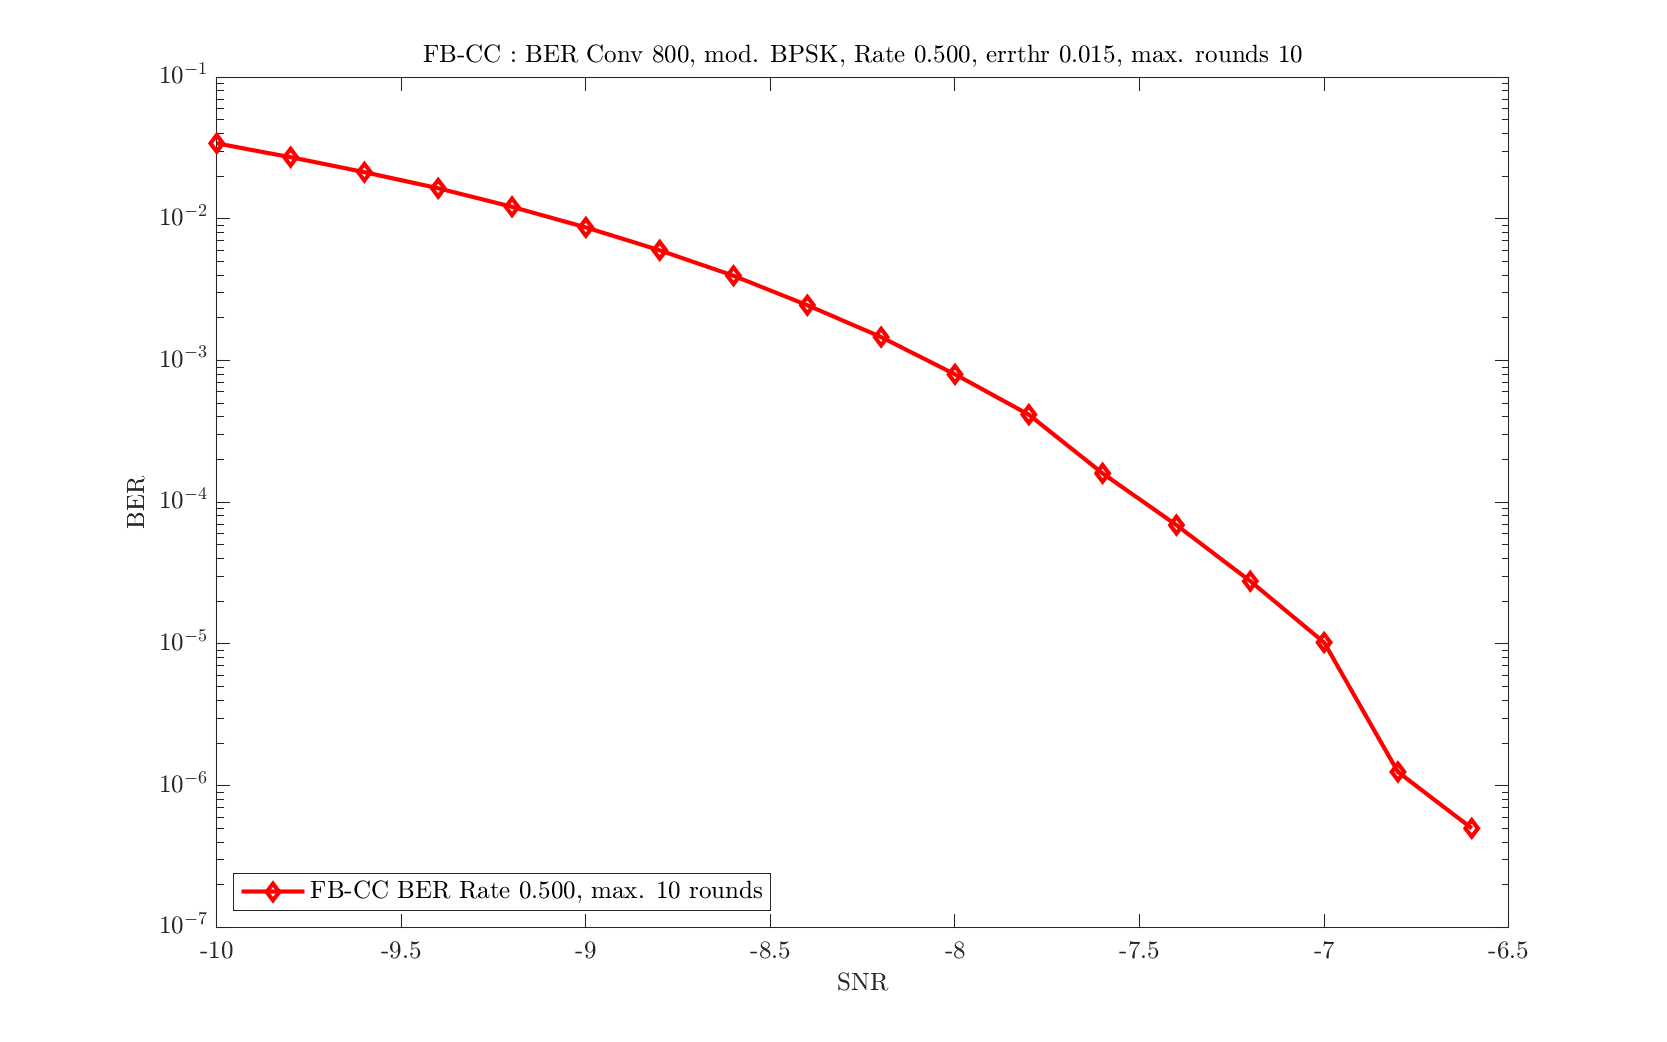 FB-CC : BER Conv 800, mod. BPSK, Rate 0.500, errthr 0.015, max. rounds 10
10⁻¹
10⁻²
10⁻³
10⁻⁴
10⁻⁵
10⁻⁶
10⁻⁷
BER
FB-CC BER Rate 0.500, max. 10 rounds
-10 -9.5 -9 -8.5 -8 -7.5 -7 -6.5
SNR